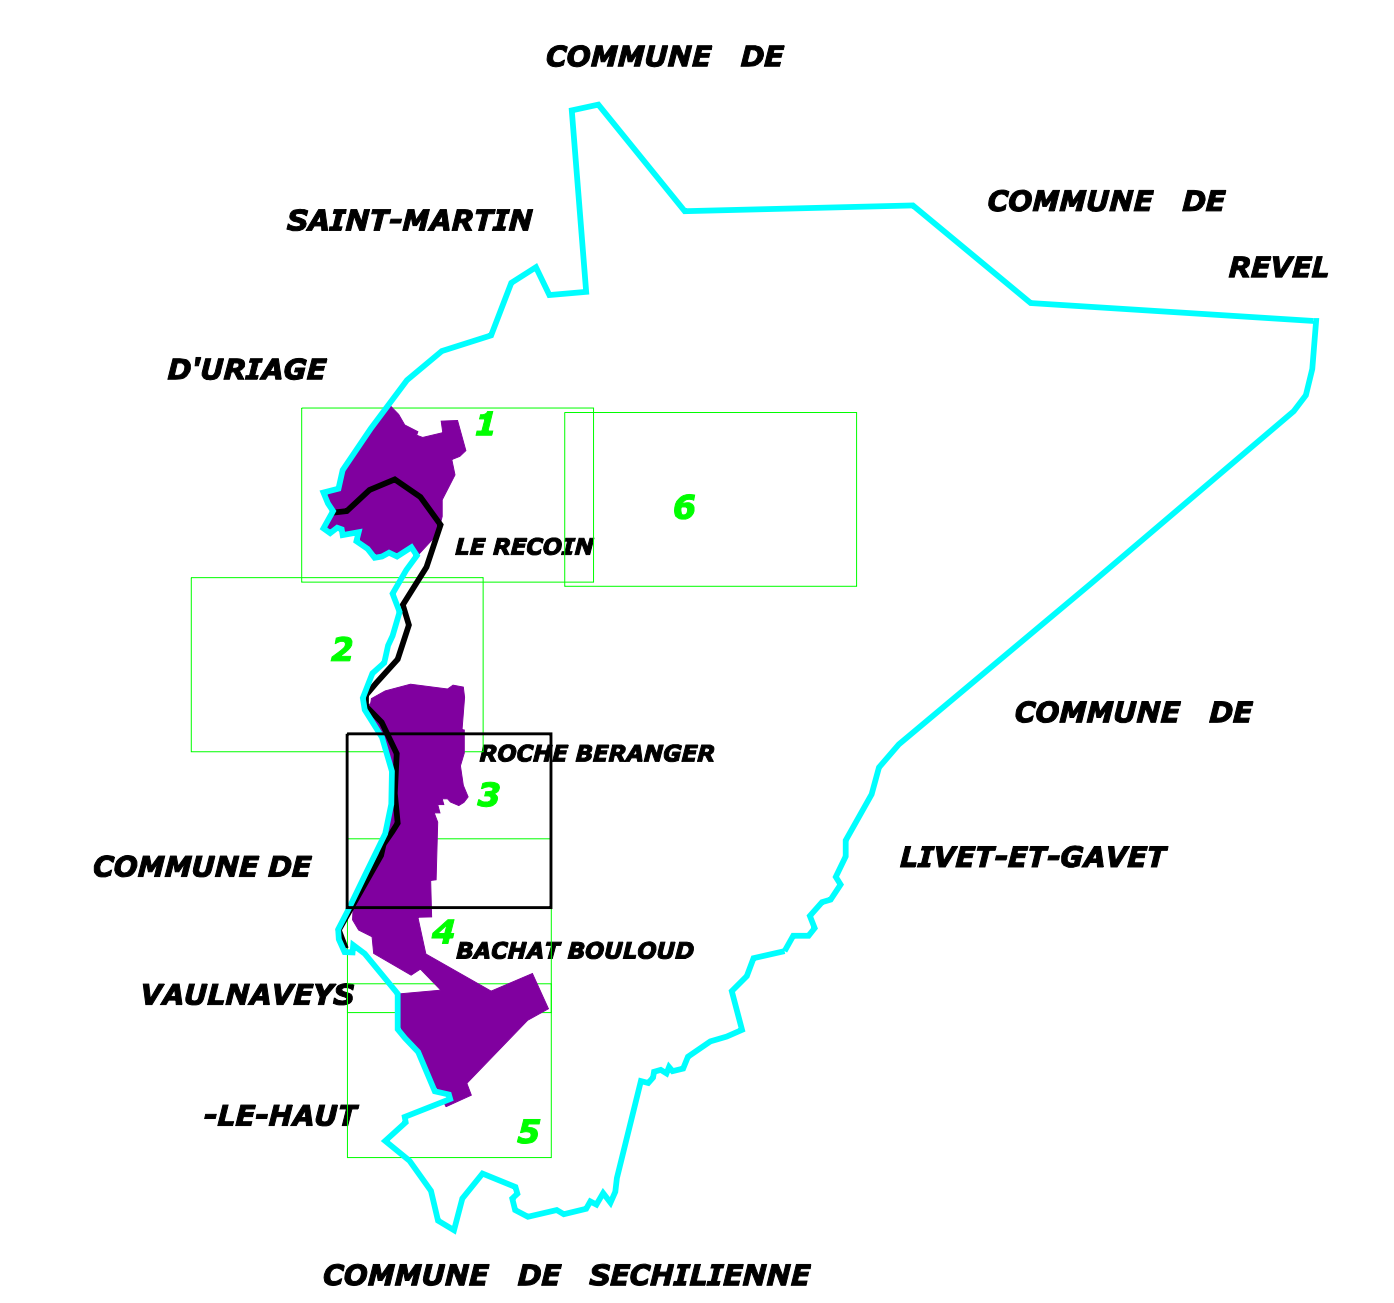 COMMUNE DE
COMMUNE DE
SAINT-MARTIN
REVEL
D'URIAGE
1
6
LE RECOIN
2
COMMUNE DE
ROCHE BERANGER
3
LIVET-ET-GAVET
COMMUNE DE
4
BACHAT BOULOUD
VAULNAVEYS
-LE-HAUT
5
COMMUNE DE SECHILIENNE